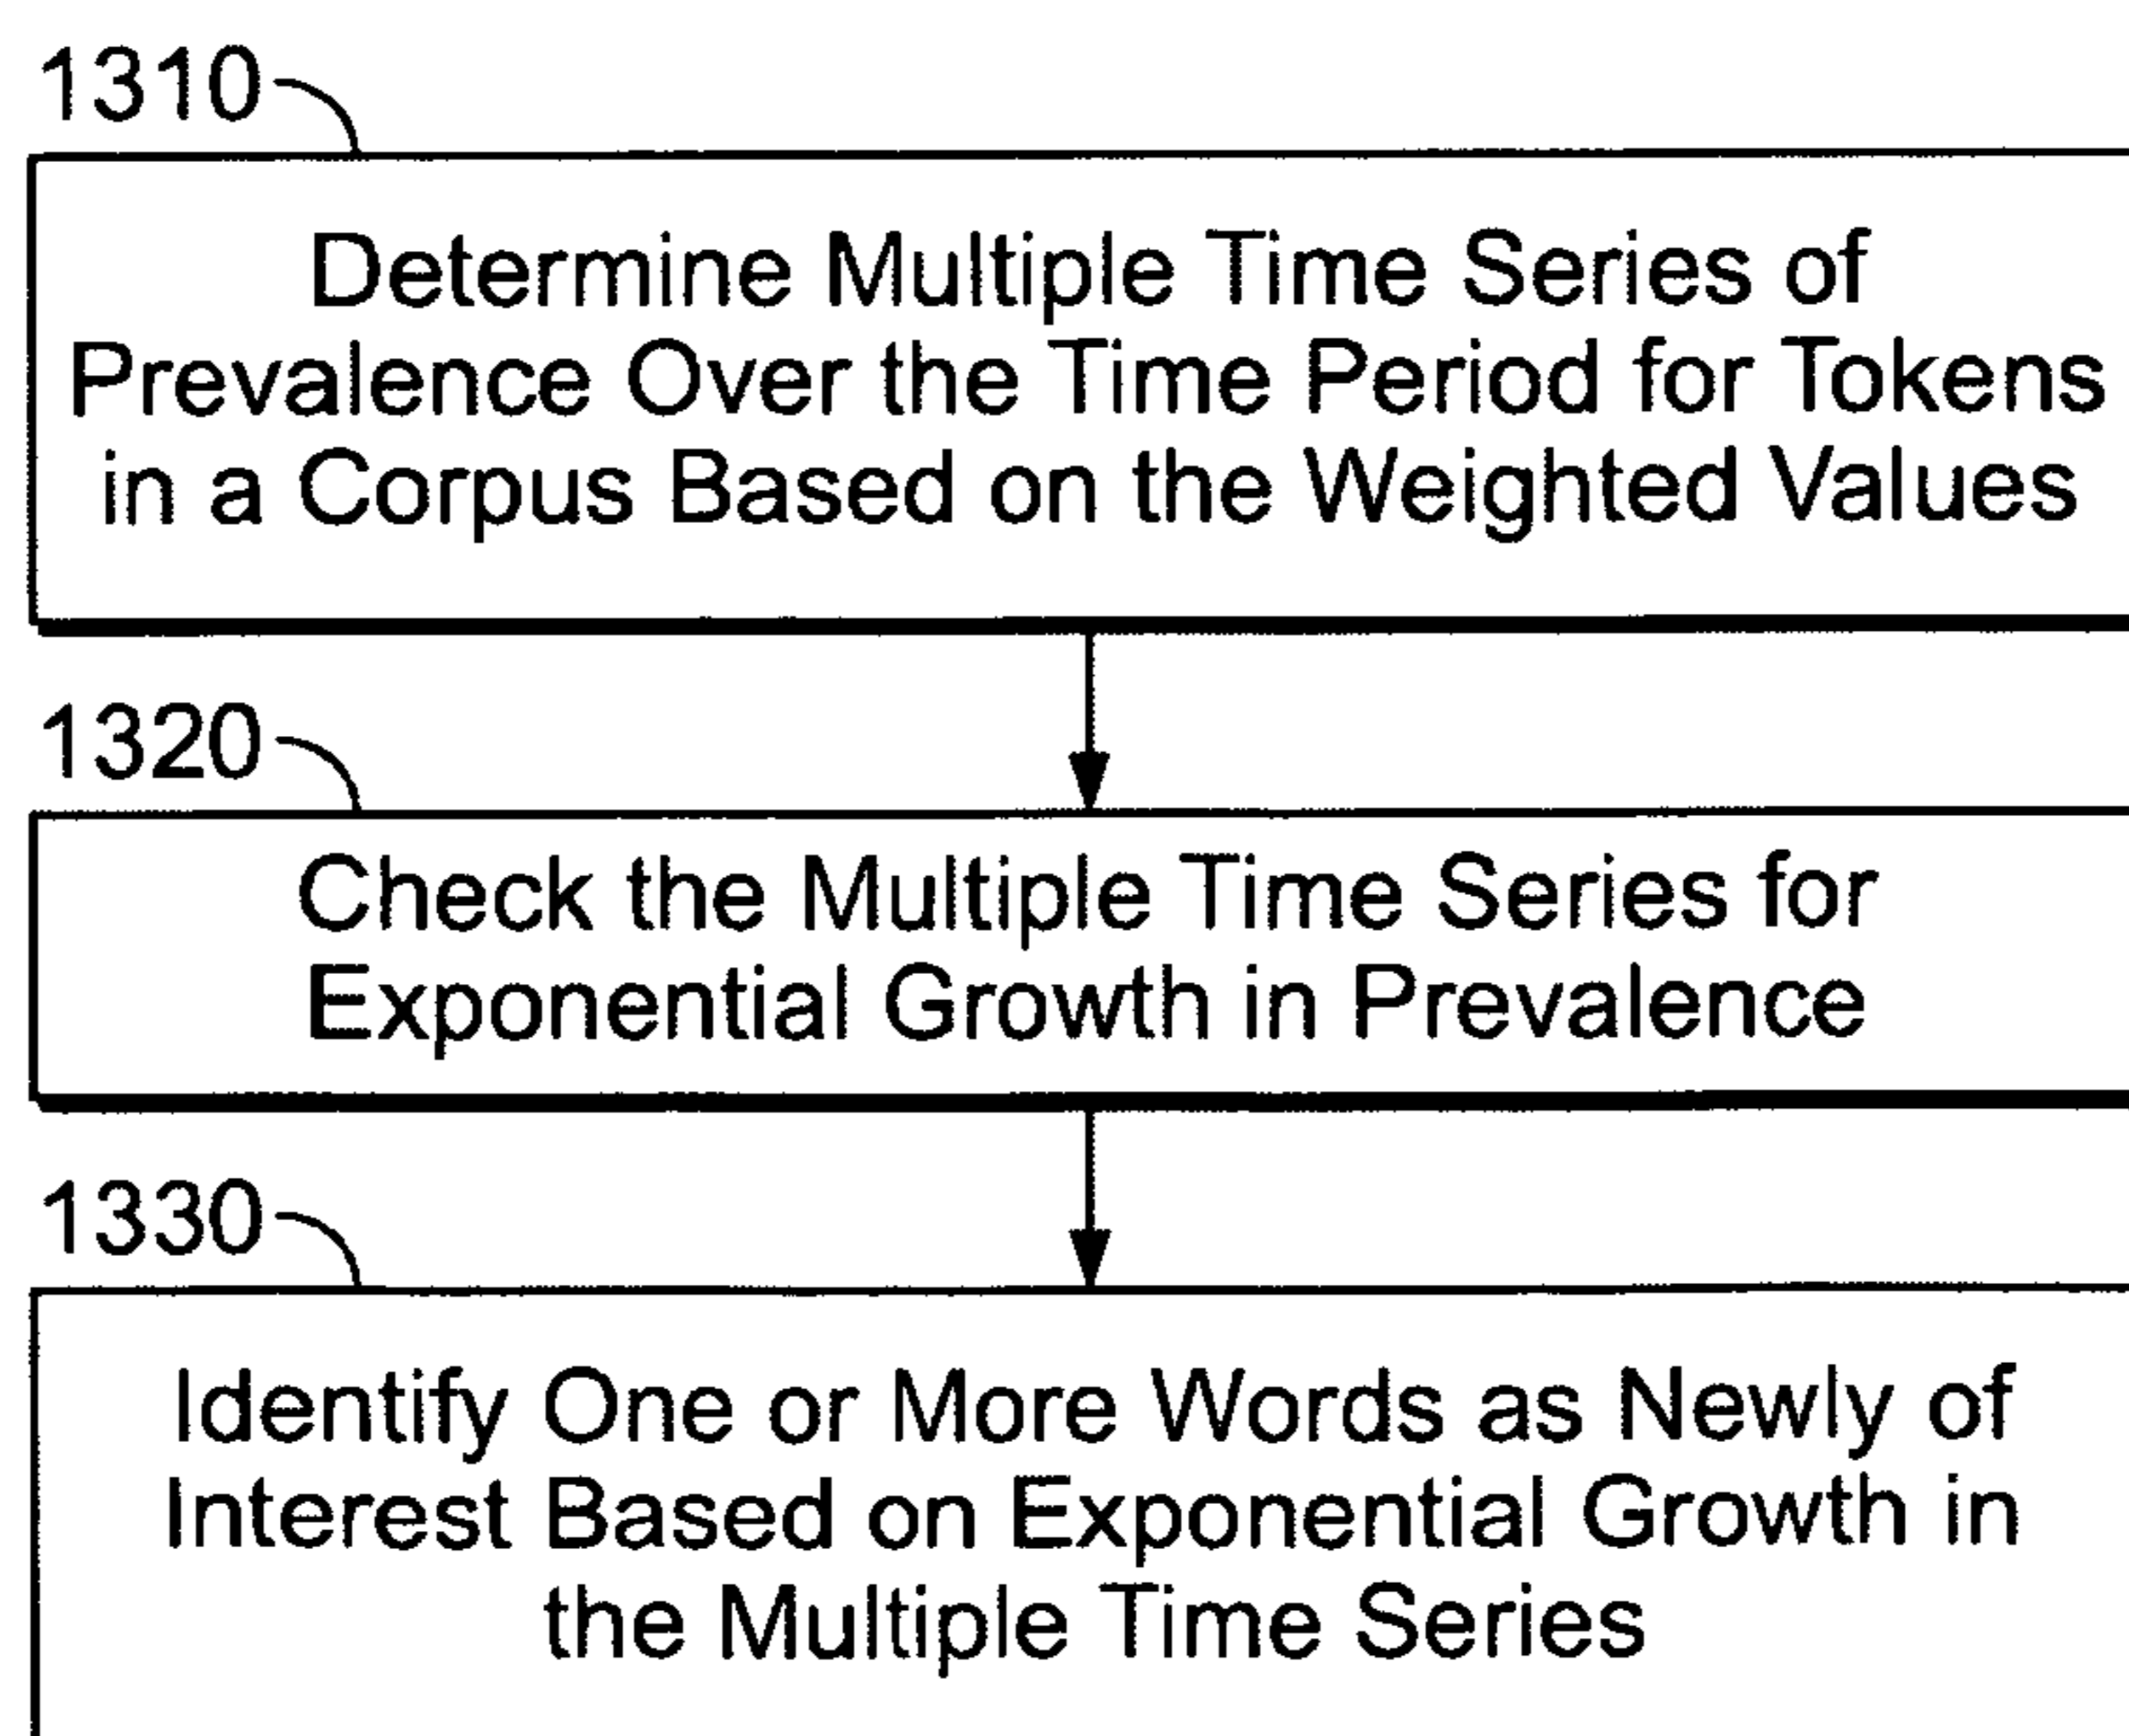 1310
Determine Multiple Time Series of
Prevalence Over the Time Period for Tokens
in a Corpus Based on the Weighted Values
1320
Check the Multiple Time Series for
Exponential Growth in Prevalence
1330
Identify One or More Words as Newly of
Interest Based on Exponential Growth in
the Multiple Time Series